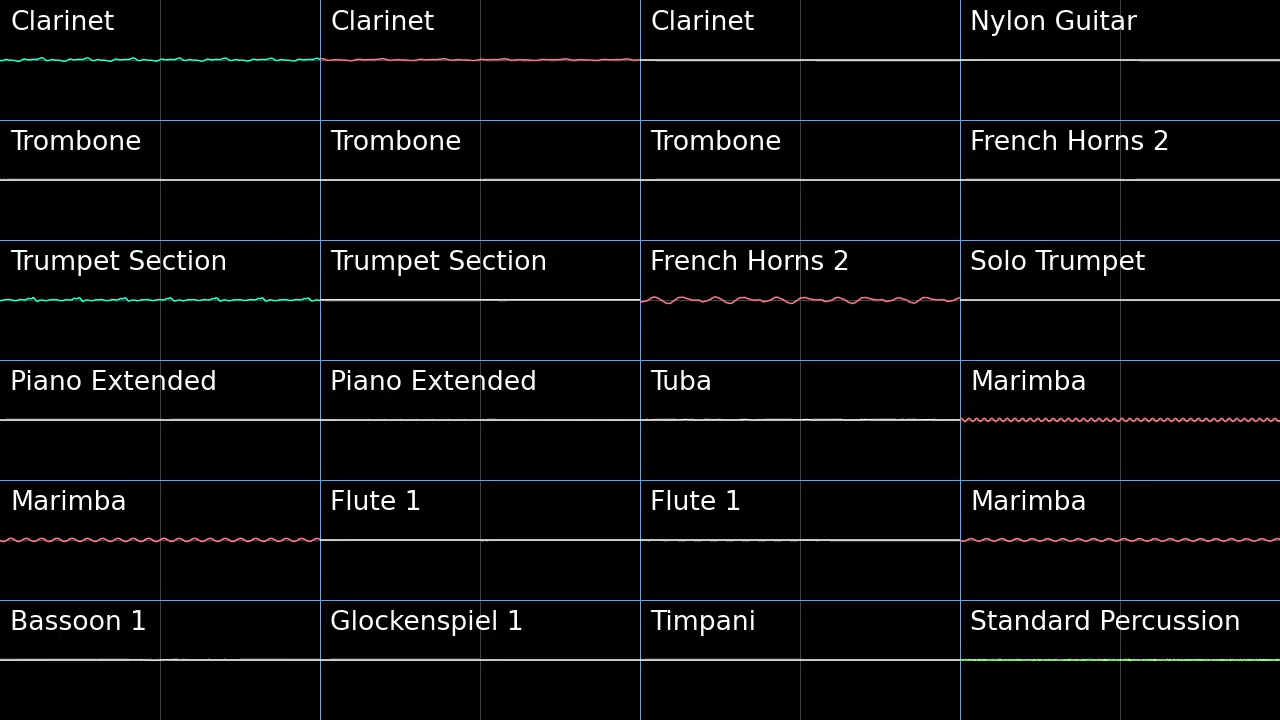 Clarinet
Clarinet
Clarinet
Nylon Guitar
Trombone
Trombone
Trombone
French Horns 2
Trumpet Section
Trumpet Section
French Horns 2
Solo Trumpet
Piano Extended
Piano Extended
Tuba
Marimba
Marimba
Flute 1
Flute 1
Marimba
Bassoon 1
Glockenspiel 1
Timpani
Standard Percussion